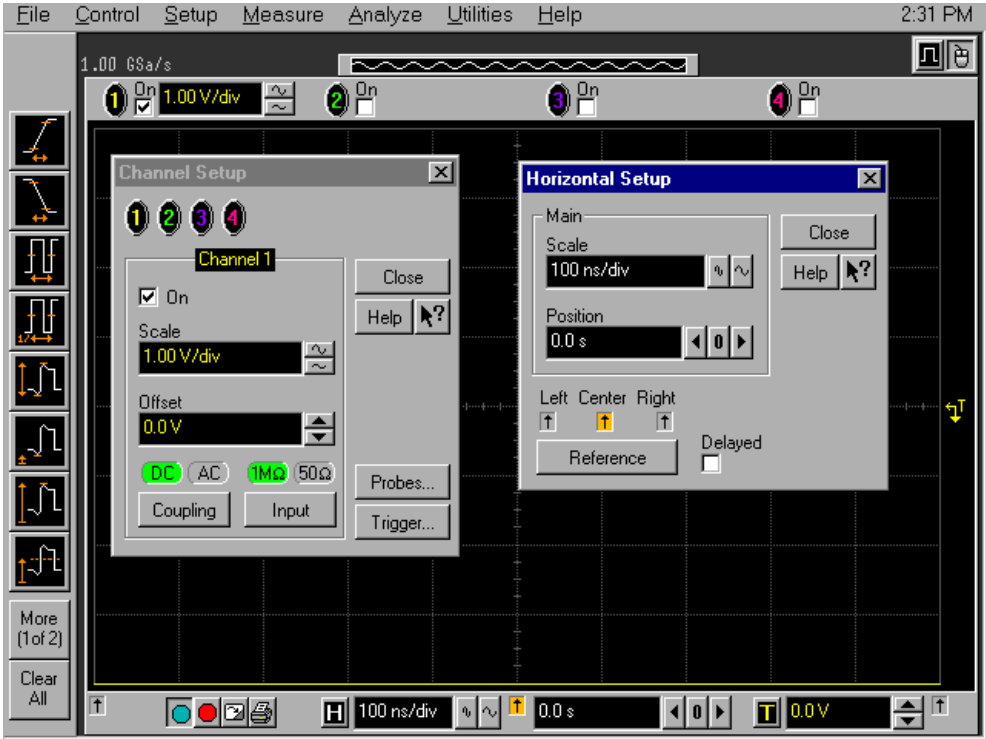 File Control Setup Measure Analyze Utilities Help 2:31 PM
1.00 GSa/s
1 On 1.00 V/div 2 On 3 On 4 On
Channel Setup
1 2 3 4
Channel 1
On
Scale
1.00 V/div
Offset
0.0 V
DC AC 1MΩ 50Ω
Coupling Input
Close
Help ?
Probes...
Trigger...
Horizontal Setup
Main
Scale
100 ns/div
Position
0.0 s
0
Left Center Right
Reference
Delayed
Close
Help ?
T
1/4
More
(1of 2)
Clear
All
H 100 ns/div 0.0 s 0 T 0.0 V